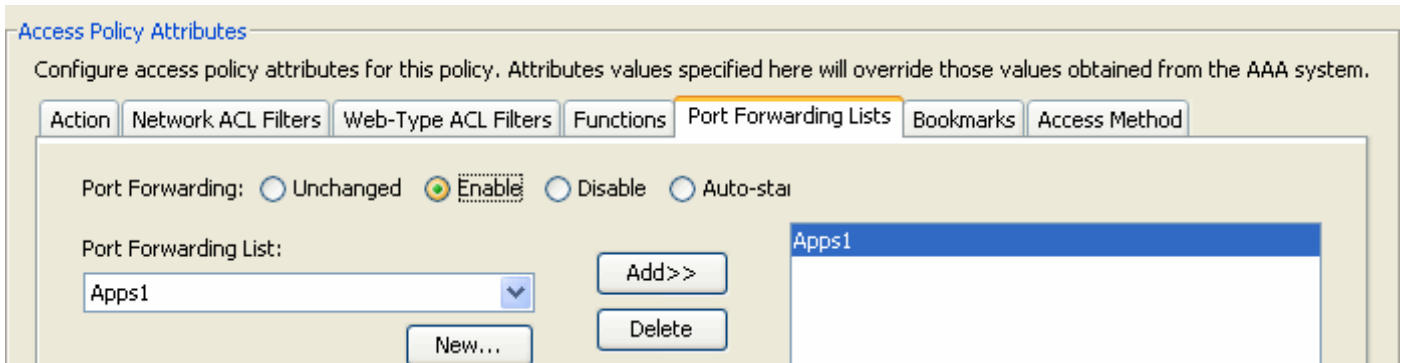 Access Policy Attributes
Configure access policy attributes for this policy. Attributes values specified here will override those values obtained from the AAA system.
Action Network ACL Filters Web-Type ACL Filters Functions Port Forwarding Lists Bookmarks Access Method
Port Forwarding: Unchanged Enable Disable Auto-star
Port Forwarding List:
Apps1
Add>>
Apps1
Delete
New...